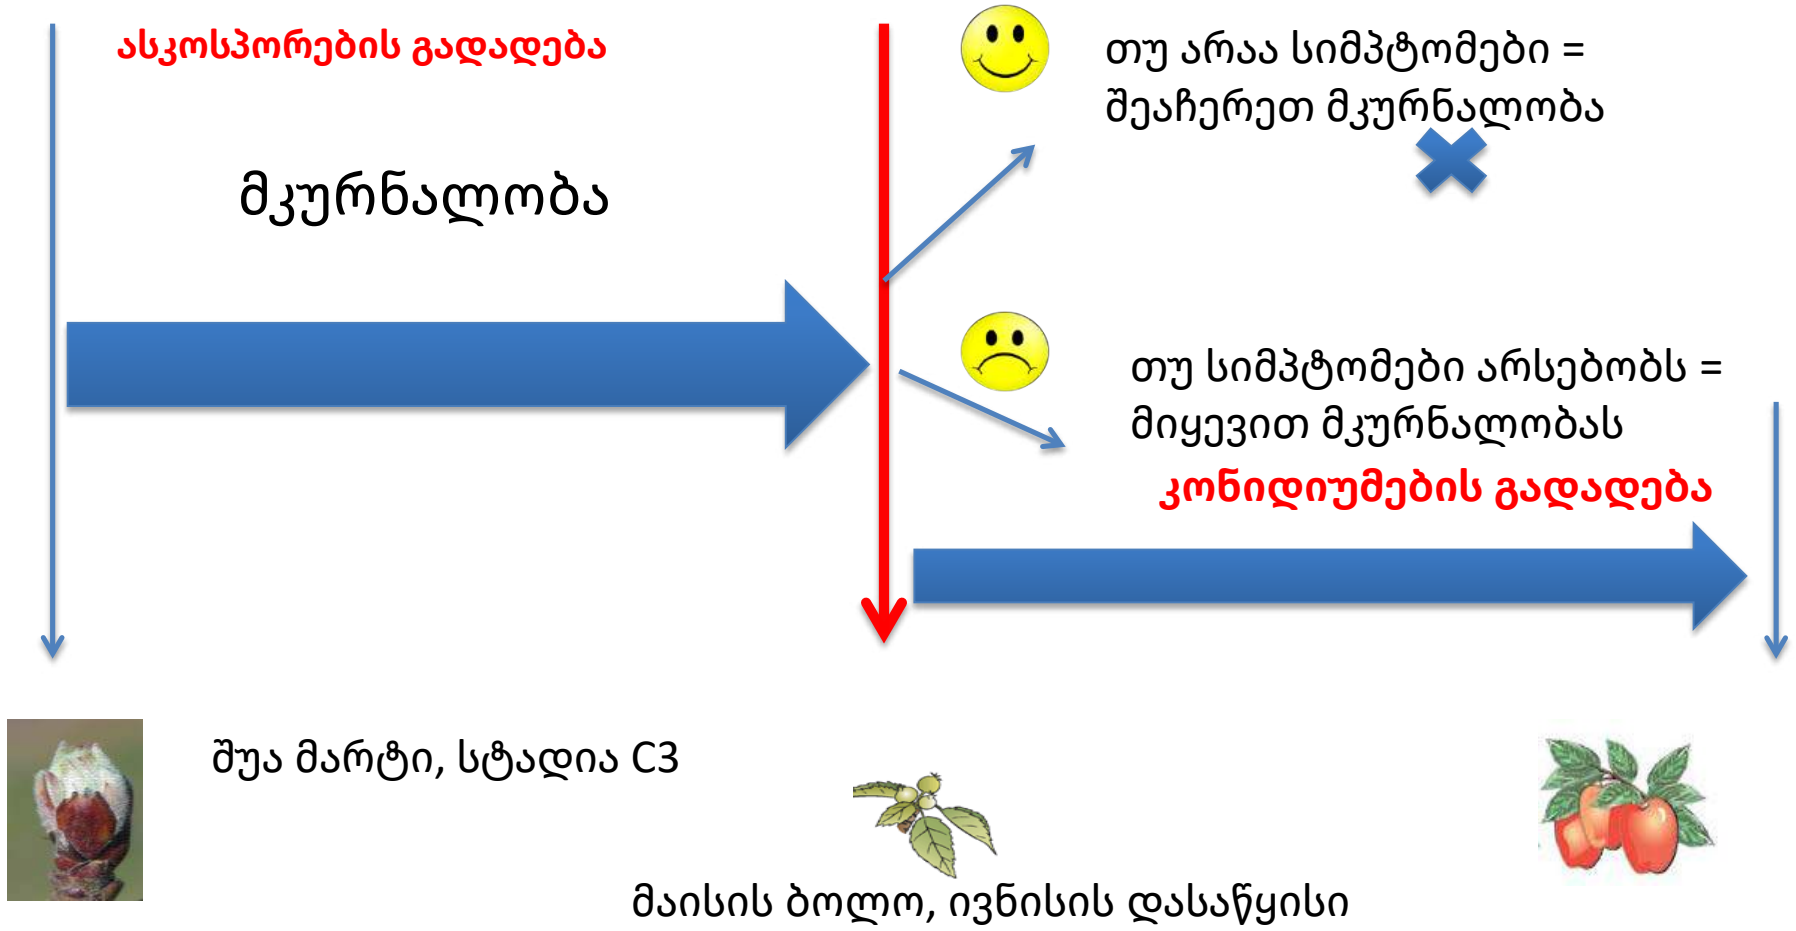 ასკოსპორების გადადება
მკურნალობა
თუ არაა სიმპტომები =
შეაჩერეთ მკურნალობა
თუ სიმპტომები არსებობს =
მიყევით მკურნალობას
კონიდიუმების გადადება
შუა მარტი, სტადია C3
მაისის ბოლო, ივნისის დასაწყისი